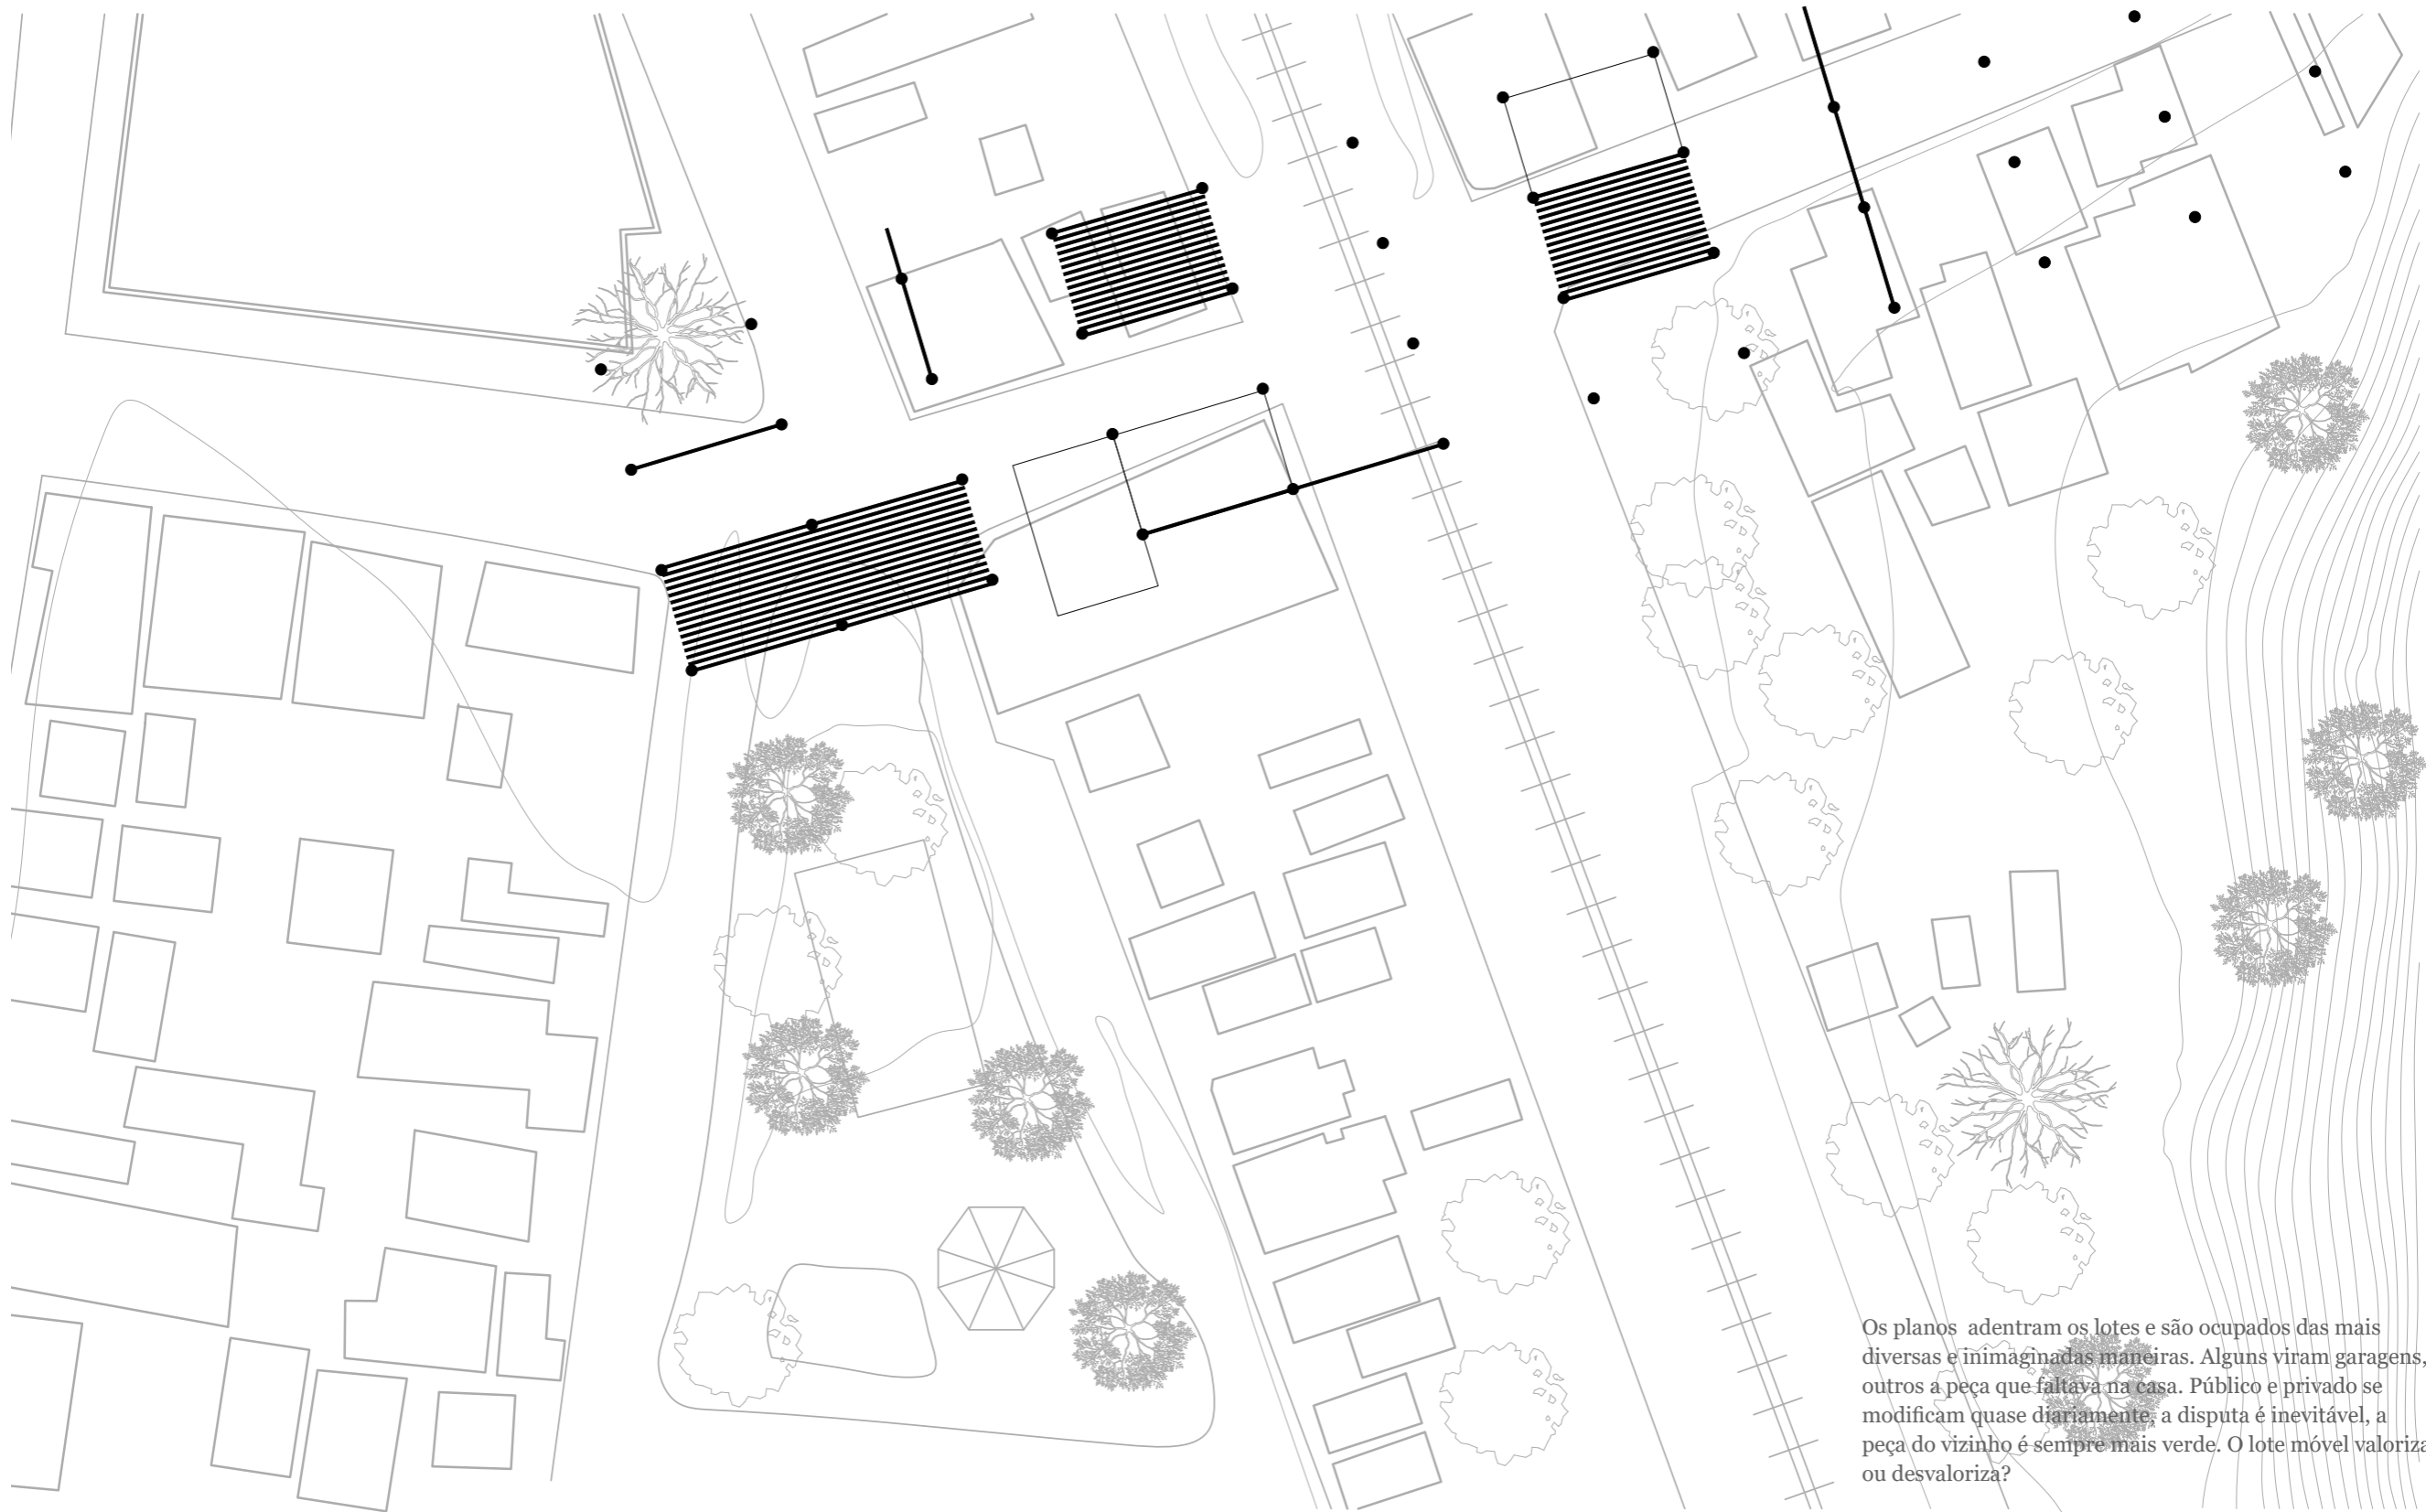 Os planos  adentram os lotes e são ocupados das mais
diversas e inimaginadas maneiras. Alguns viram garagens,
outros a peça que faltava na casa. Público e privado se
modificam quase diariamente, a disputa é inevitável, a
peça do vizinho é sempre mais verde. O lote móvel valoriza
ou desvaloriza?